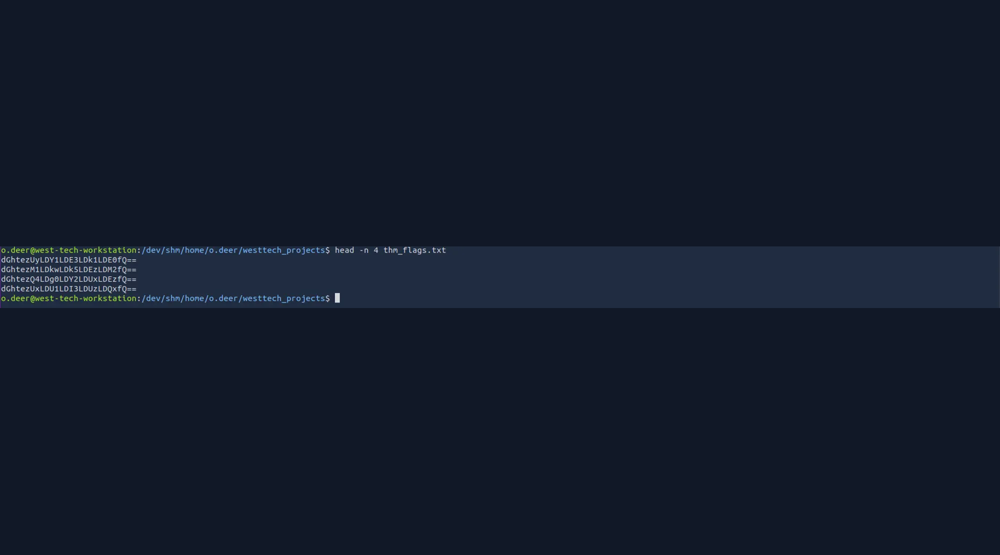 o.deer@west-tech-workstation:/dev/shm/home/o.deer/westtech_projects$ head -n 4 thm_flags.txt
dGhtezUyLDY1LDE3LDk1LDE0fQ==
dGhtezM1LDkwLDk5LDEzLDM2fQ==
dGhtezQ4LDg0LDY2LDUxLDEzfQ==
dGhtezUxLDU1LDI3LDUzLDQxfQ==
o.deer@west-tech-workstation:/dev/shm/home/o.deer/westtech_projects$